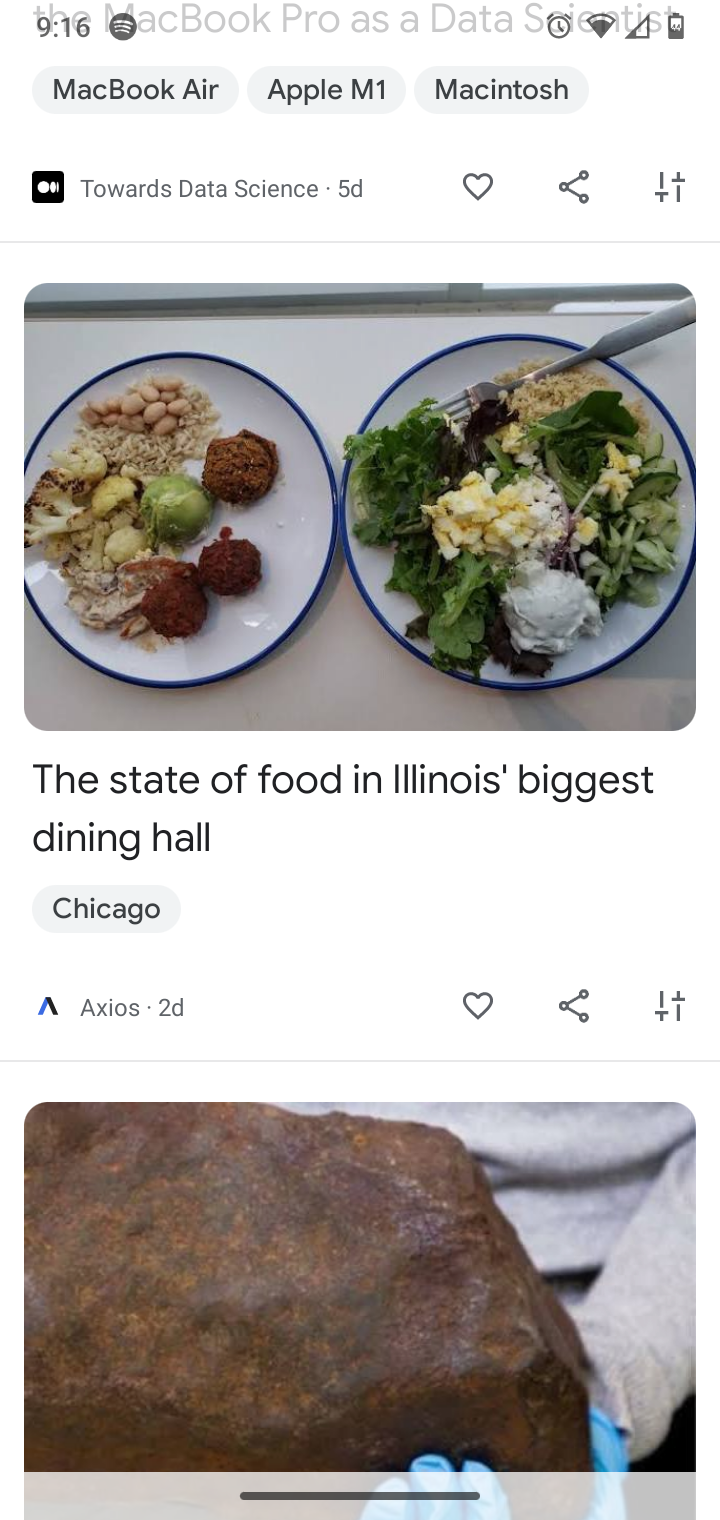 the MacBook Pro as a Data Scientist
9:16
44
MacBook Air Apple M1 Macintosh
Towards Data Science · 5d
The state of food in Illinois' biggest
dining hall
Chicago
Axios · 2d